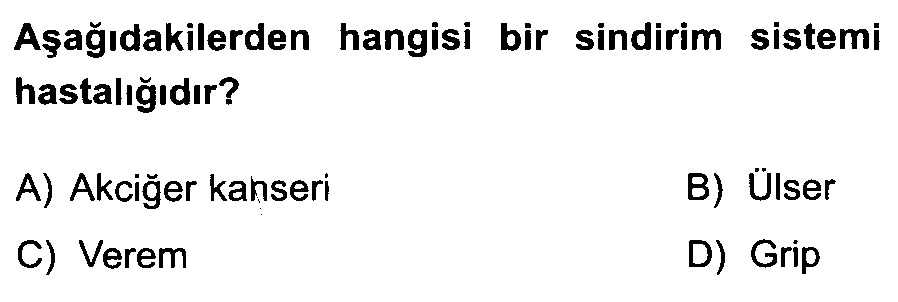 Aşağıdakilerden hangisi bir sindirim sistemi
hastalığıdır?
A) Akciğer kanseri B) Ülser
C) Verem D) Grip